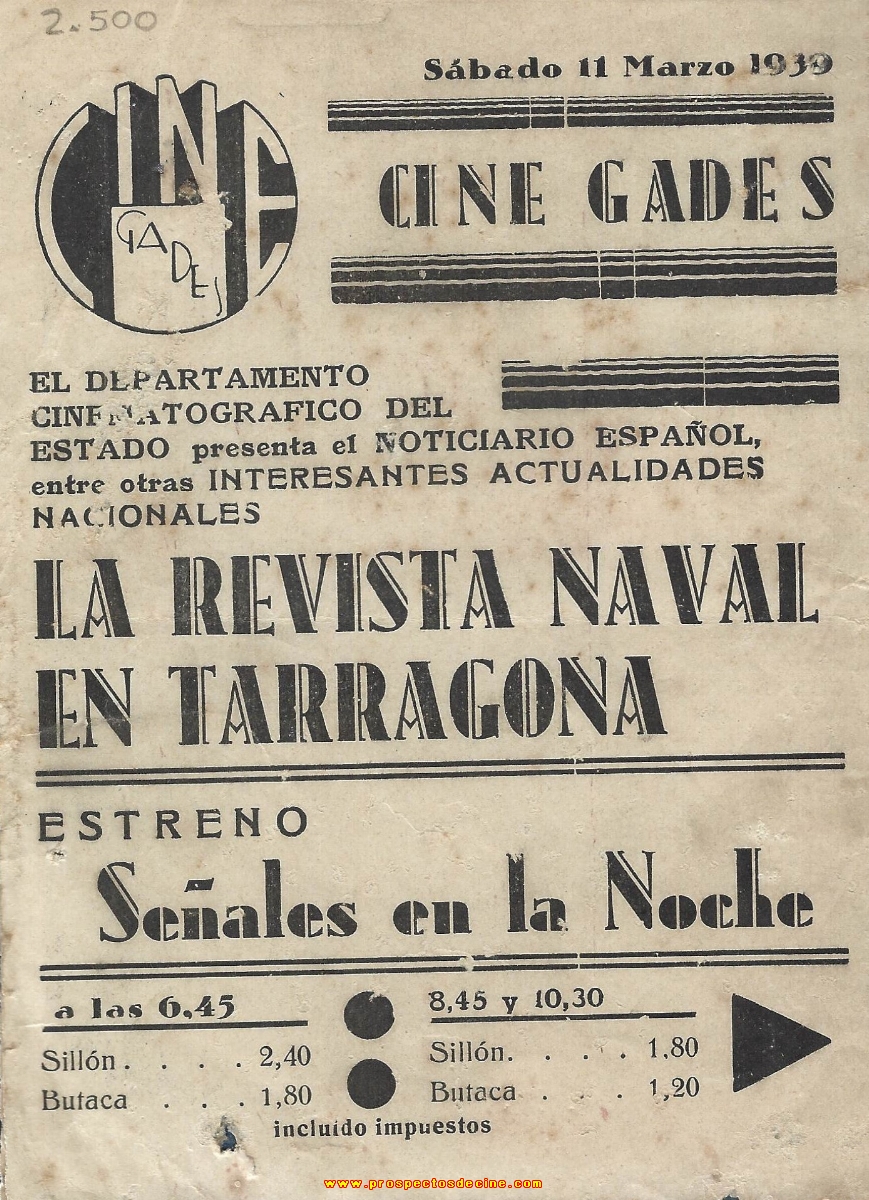 2.500
Sábado 11 Marzo 1939
CINE
GADES
CINE GADES
EL DEPARTAMENTO
CINEMATOGRAFICO DEL
ESTADO presenta el NOTICIARIO ESPAÑOL,
entre otras INTERESANTES ACTUALIDADES
NACIONALES
LA REVISTA NAVAL
EN TARRAGONA
ESTRENO
Señales en la Noche
a las 6,45
Sillón . . . . 2,40
Butaca . . . 1,80
8,45 y 10,30
Sillón. . . . 1,80
Butaca . . . 1,20
incluído impuestos
www.prospectosdecine.com